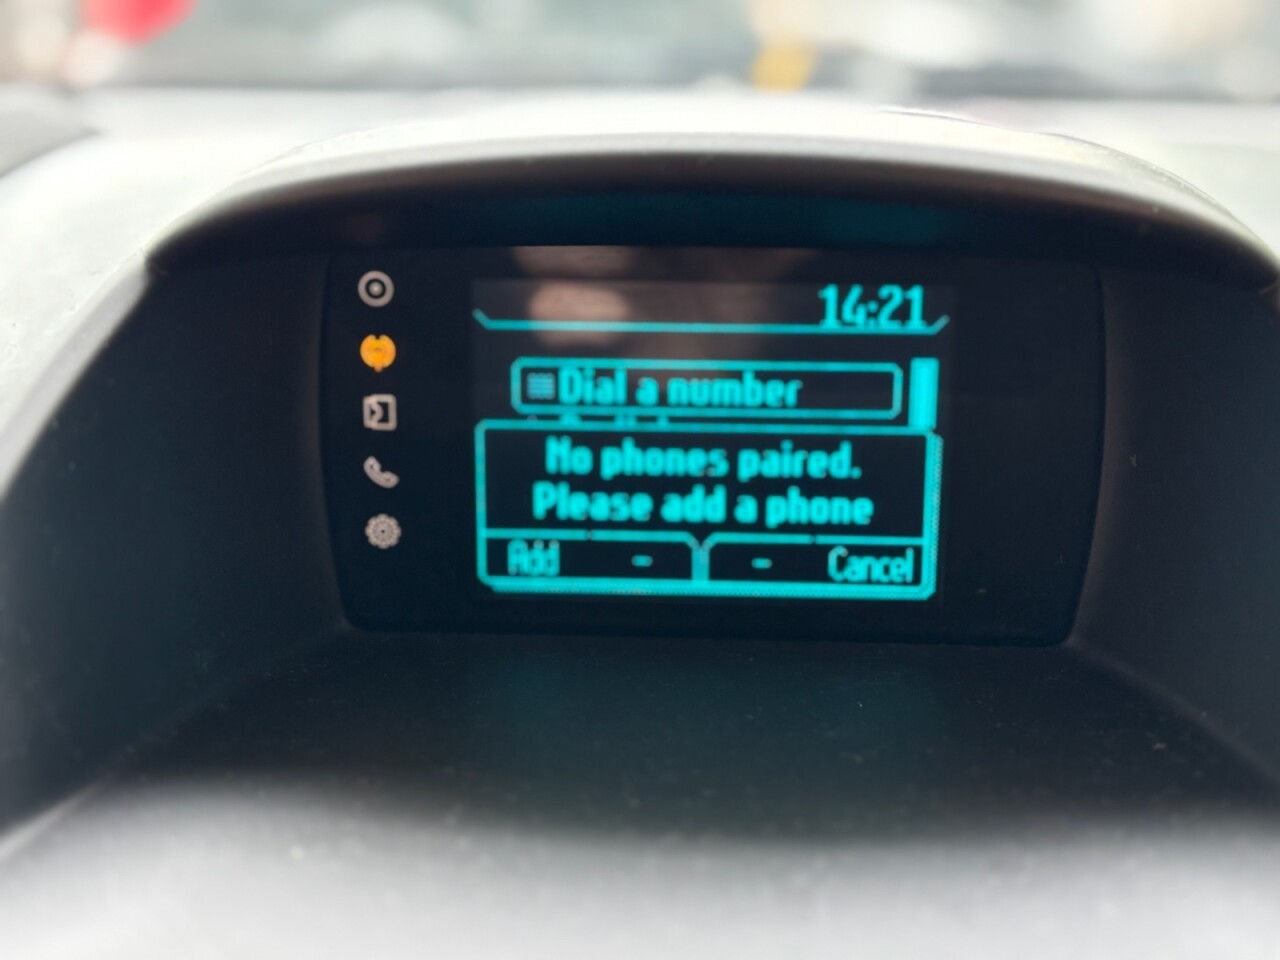 14:21
Dial a number
No phones paired.
Please add a phone
Add - - Cancel